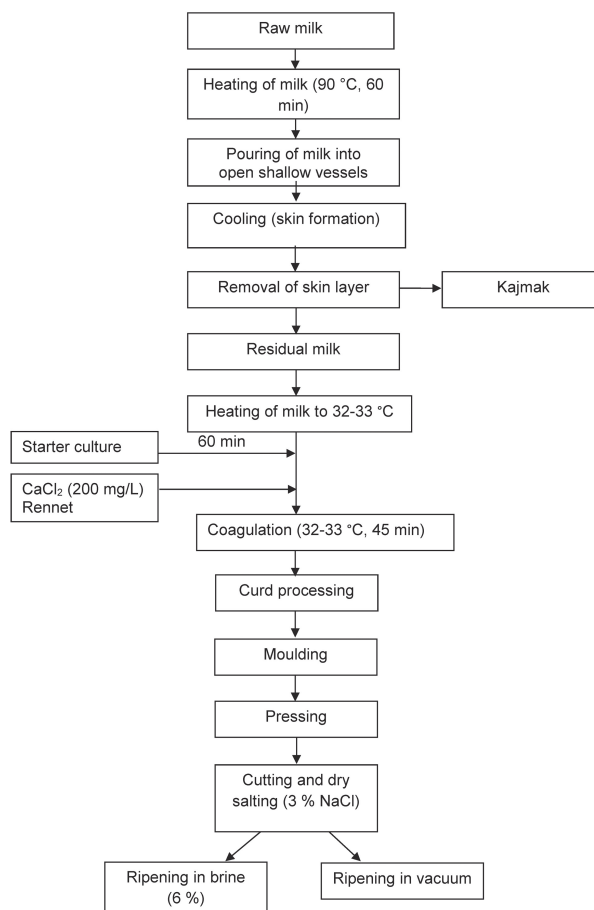 Raw milk
Heating of milk (90 °C, 60
min)
Pouring of milk into
open shallow vessels
Cooling (skin formation)
Removal of skin layer
Kajmak
Residual milk
Heating of milk to 32-33 °C
Starter culture
60 min
CaCl₂ (200 mg/L)
Rennet
Coagulation (32-33 °C, 45 min)
Curd processing
Moulding
Pressing
Cutting and dry
salting (3 % NaCl)
Ripening in brine
(6 %)
Ripening in vacuum